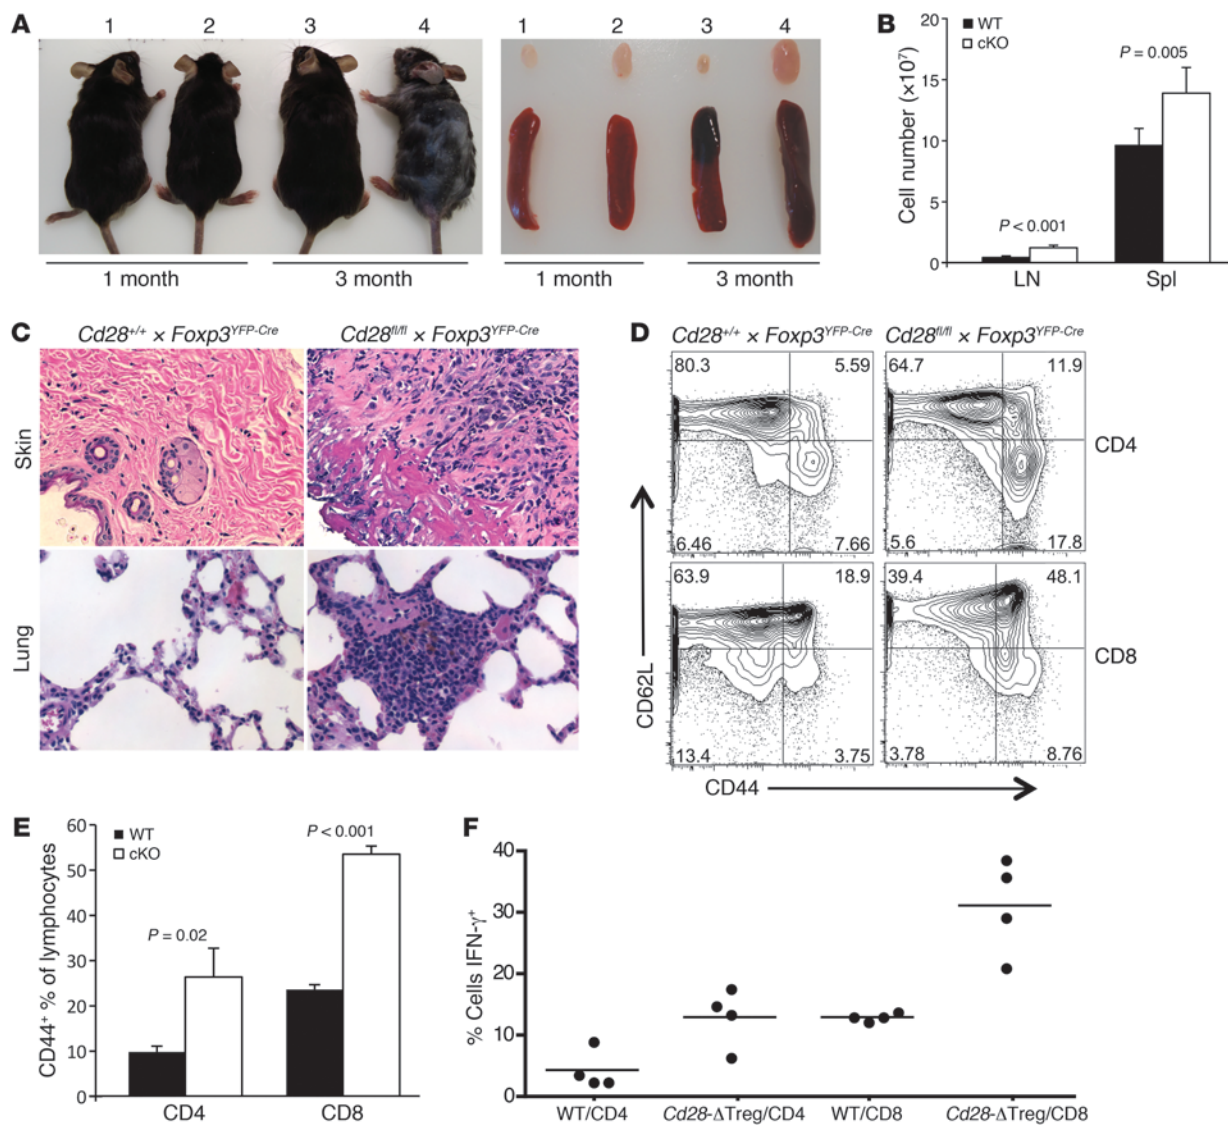 A
1 2 3 4
1 2 3 4
1 month
3 month
1 month
3 month
B
WT
cKO
Cell number (×10⁷)
20
15
10
5
0
P = 0.005
P < 0.001
LN
Spl
C
Cd28+/+ × Foxp3YFP-Cre
Cd28fl/fl × Foxp3YFP-Cre
Skin
Lung
D
Cd28+/+ × Foxp3YFP-Cre
Cd28fl/fl × Foxp3YFP-Cre
80.3 5.59
6.46 7.66
64.7 11.9
5.6 17.8
CD4
63.9 18.9
13.4 3.75
39.4 48.1
3.78 8.76
CD8
CD62L
CD44
E
WT
cKO
CD44+ % of lymphocytes
60
50
40
30
20
10
0
P = 0.02
P < 0.001
CD4
CD8
F
% Cells IFN-γ+
40
30
20
10
0
WT/CD4
Cd28-ΔTreg/CD4
WT/CD8
Cd28-ΔTreg/CD8